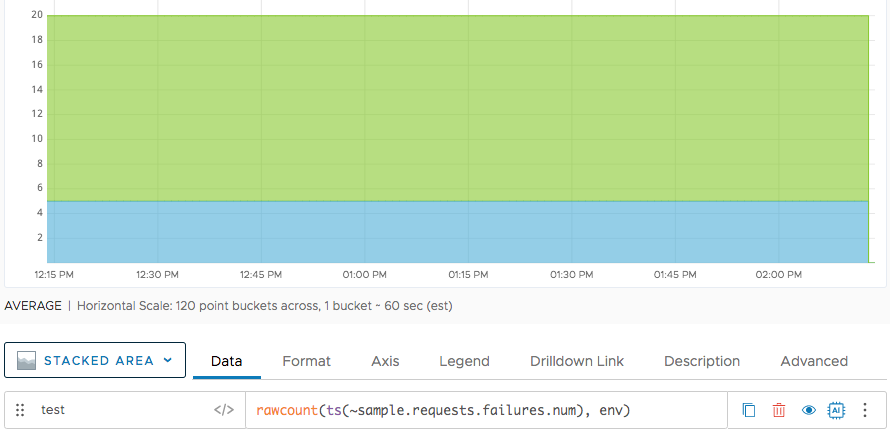 20
18
16
14
12
10
8
6
4
2
12:15 PM 12:30 PM 12:45 PM 01:00 PM 01:15 PM 01:30 PM 01:45 PM 02:00 PM
AVERAGE | Horizontal Scale: 120 point buckets across, 1 bucket ~ 60 sec (est)
STACKED AREA Data Format Axis Legend Drilldown Link Description Advanced
test </> rawcount(ts(~sample.requests.failures.num), env) AI